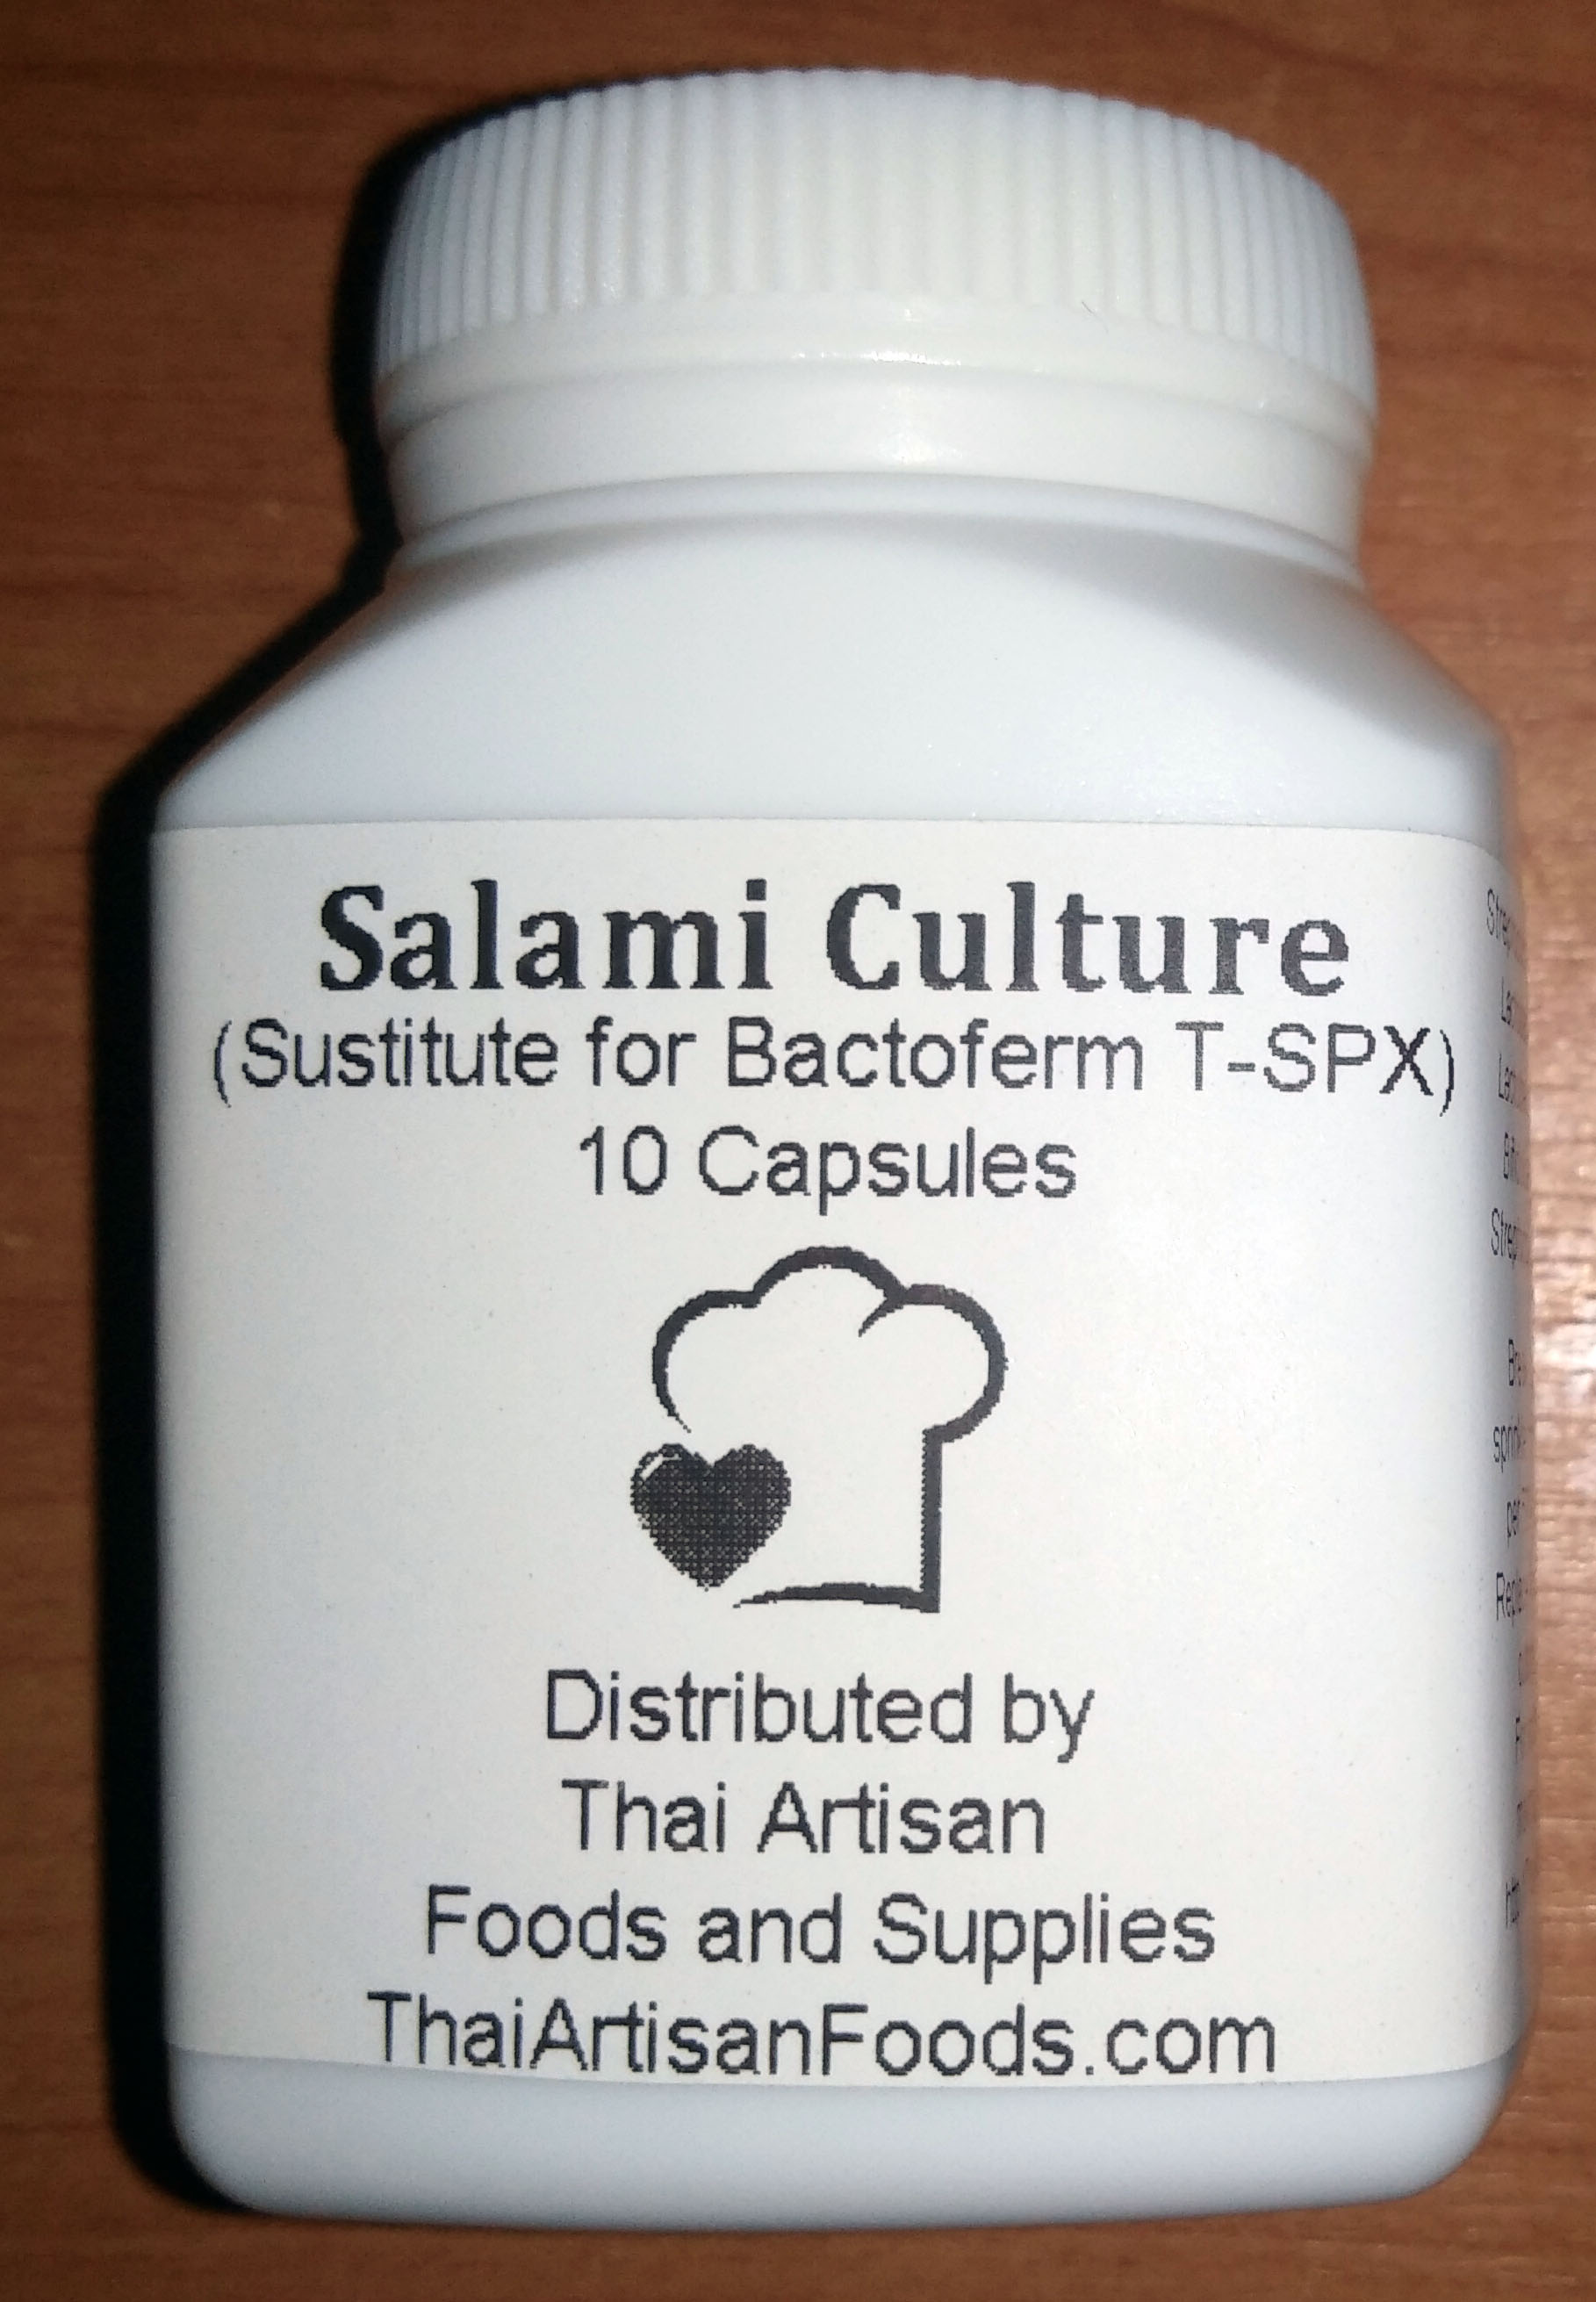 Salami Culture
(Sustitute for Bactoferm T-SPX)
10 Capsules
Distributed by
Thai Artisan
Foods and Supplies
ThaiArtisanFoods.com